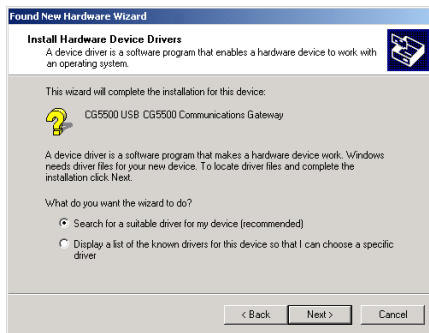 Found New Hardware Wizard
Install Hardware Device Drivers
A device driver is a software program that enables a hardware device to work with
an operating system.
This wizard will complete the installation for this device:
CG5500 USB CG5500 Communications Gateway
A device driver is a software program that makes a hardware device work. Windows
needs driver files for your new device. To locate driver files and complete the
installation click Next.
What do you want the wizard to do?
Search for a suitable driver for my device (recommended)
Display a list of the known drivers for this device so that I can choose a specific
driver
< Back Next > Cancel